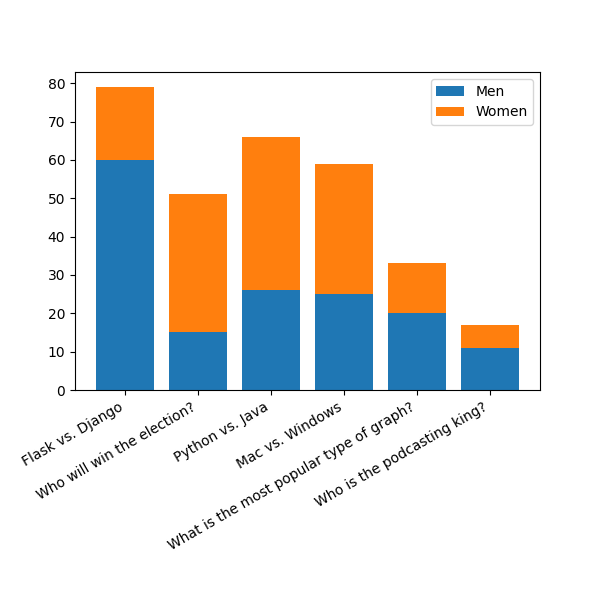 Men
Women
80
70
60
50
40
30
20
10
0
Flask vs. Django
Who will win the election?
Python vs. Java
Mac vs. Windows
What is the most popular type of graph?
Who is the podcasting king?